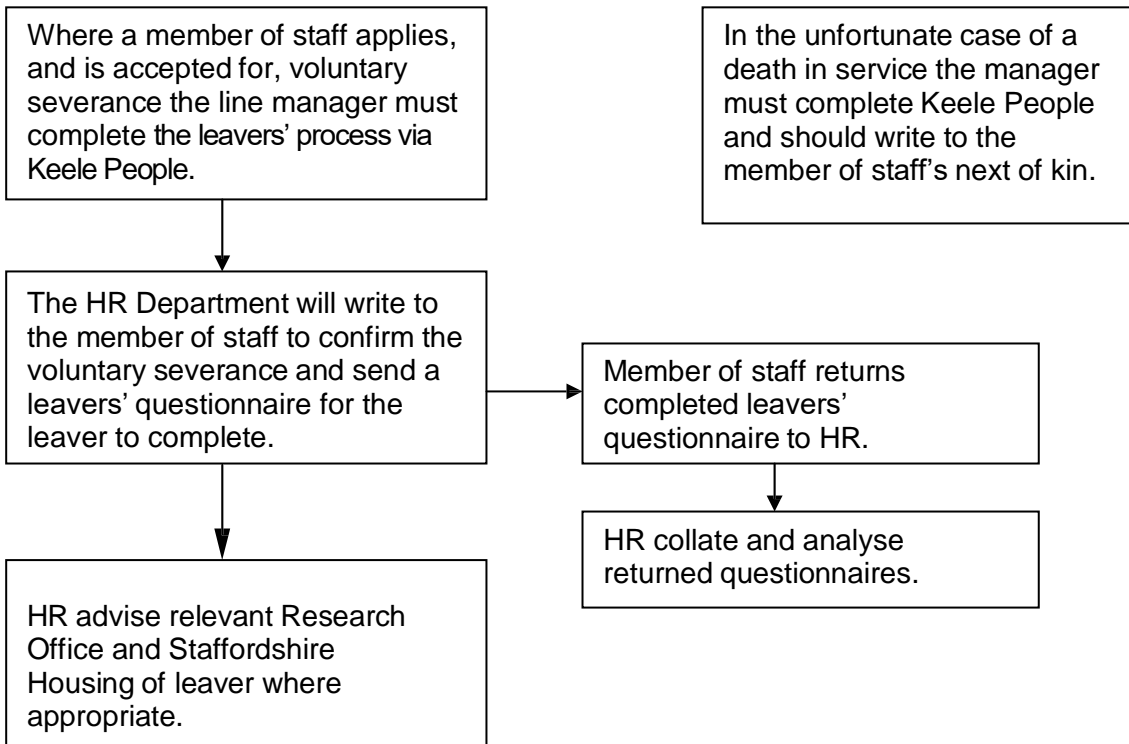 Where a member of staff applies,
and is accepted for, voluntary
severance the line manager must
complete the leavers' process via
Keele People.
In the unfortunate case of a
death in service the manager
must complete Keele People
and should write to the
member of staff's next of kin.
The HR Department will write to
the member of staff to confirm the
voluntary severance and send a
leavers' questionnaire for the
leaver to complete.
Member of staff returns
completed leavers'
questionnaire to HR.
HR collate and analyse
returned questionnaires.
HR advise relevant Research
Office and Staffordshire
Housing of leaver where
appropriate.